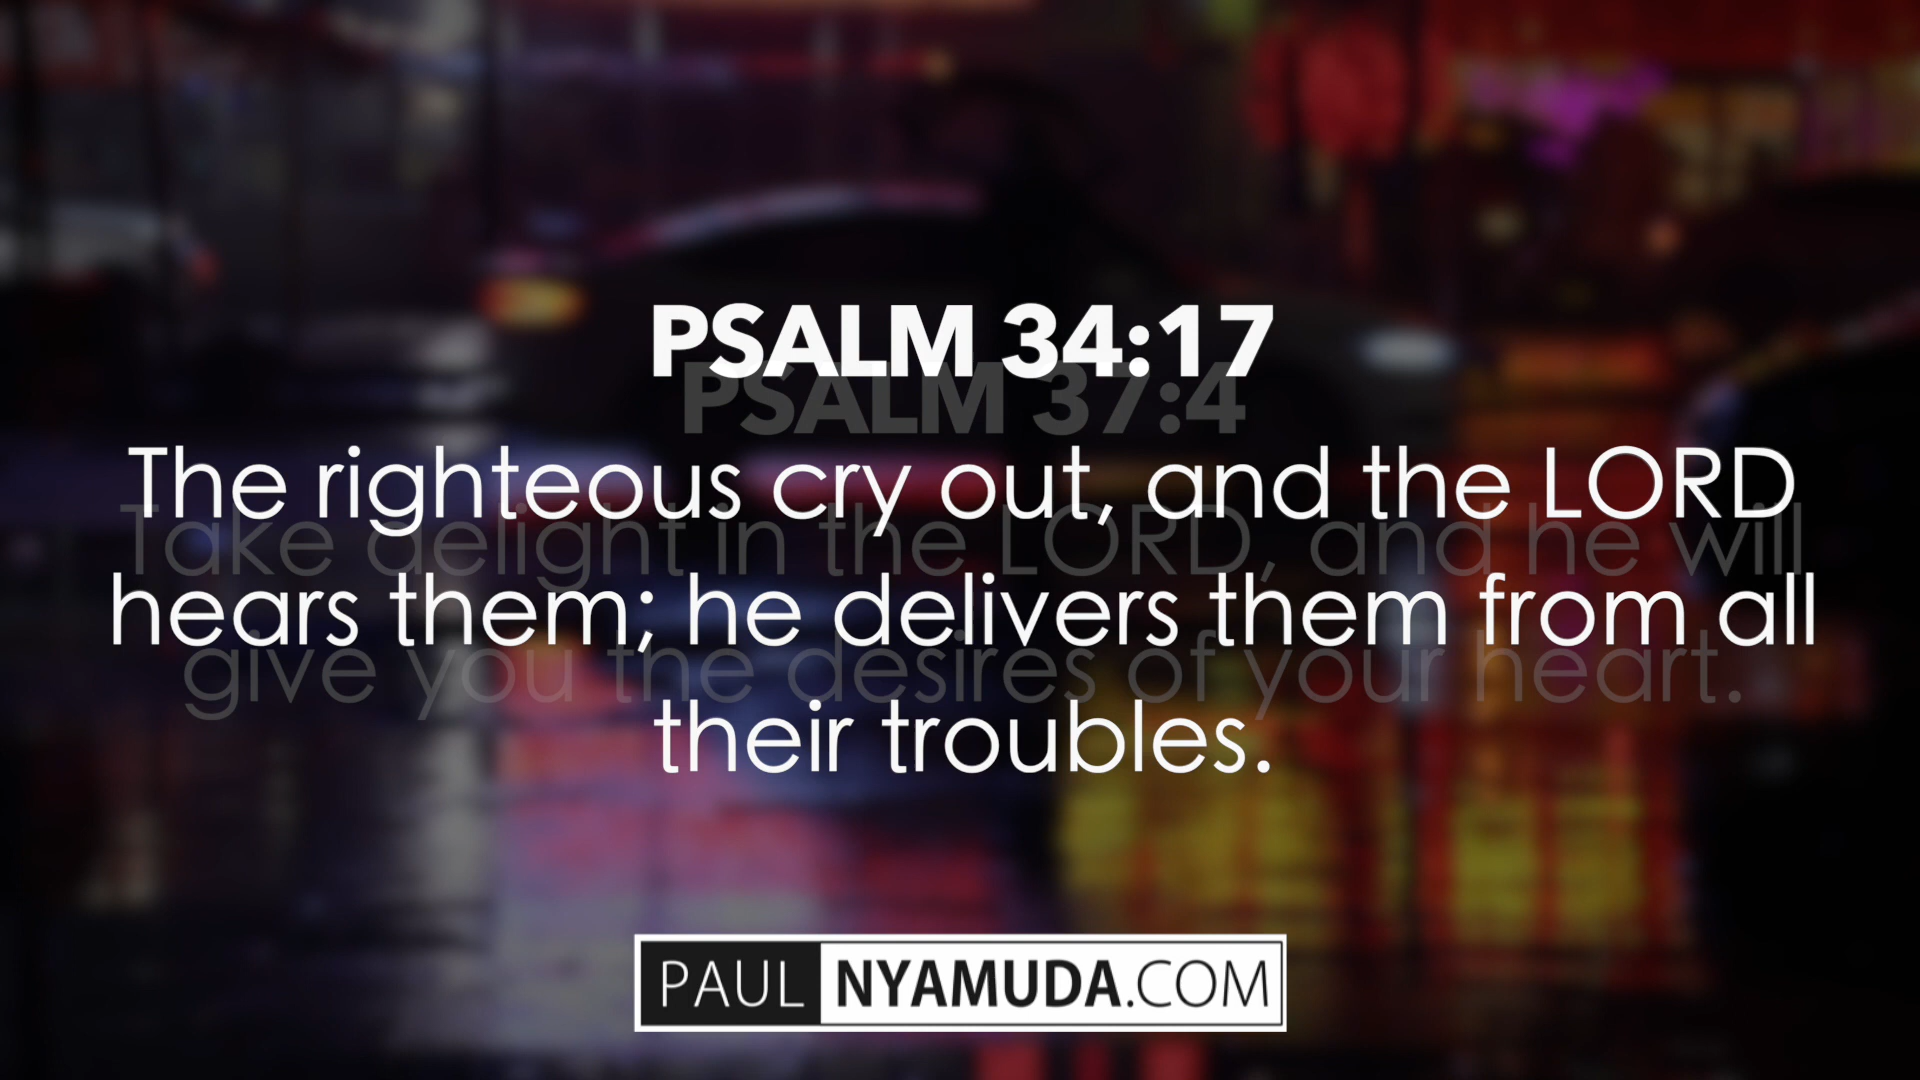 PSALM 34:17
PSALM 37:4
The righteous cry out, and the LORD
Take delight in the LORD, and he will
hears them; he delivers them from all
give you the desires of your heart.
their troubles.
PAUL NYAMUDA.COM